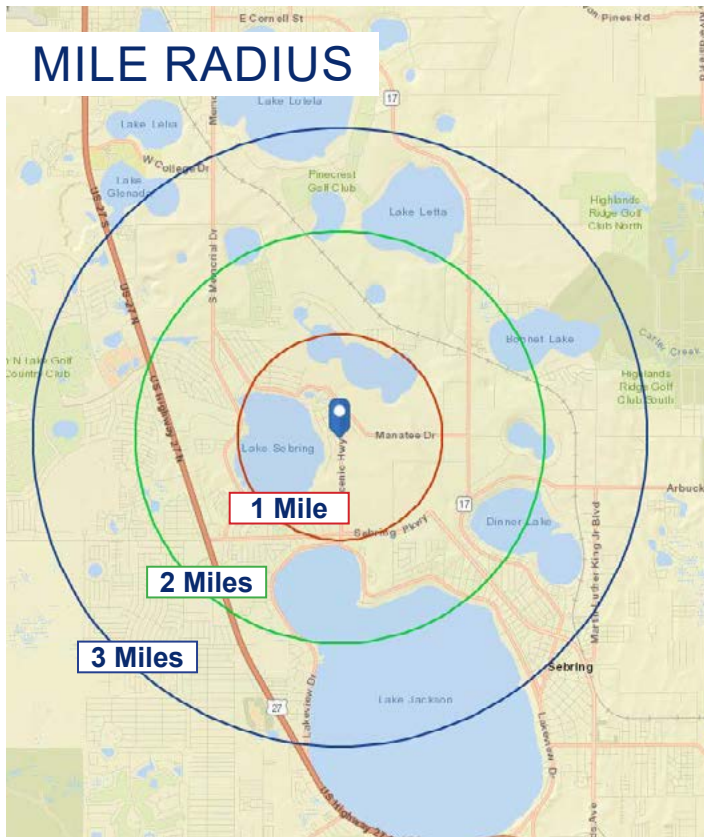 E Cornell St
Pines Rd
MILE RADIUS
Lake Lotela
17
Lake Lelia
W College Dr
Lake
Glenada
Pinecrest
Golf Club
Lake Letta
Highlands
Ridge Golf
Club North
US-27 S
US-27 N
S Memorial Dr
Bonnet Lake
Carter Creek
N Lake Golf
Country Club
Highlands
Ridge Golf
Club South
US Highway 27 N
Manatee Dr
Lake Sebring
cenic Hwy
Arbuck
1 Mile
17
Sebring Pkwy
Dinner Lake
Martin Luther King Jr Blvd
2 Miles
3 Miles
Sebring
Lake Jackson
27
Lakeview Dr
Lakeview Dr
US Highway 27
ds Ave